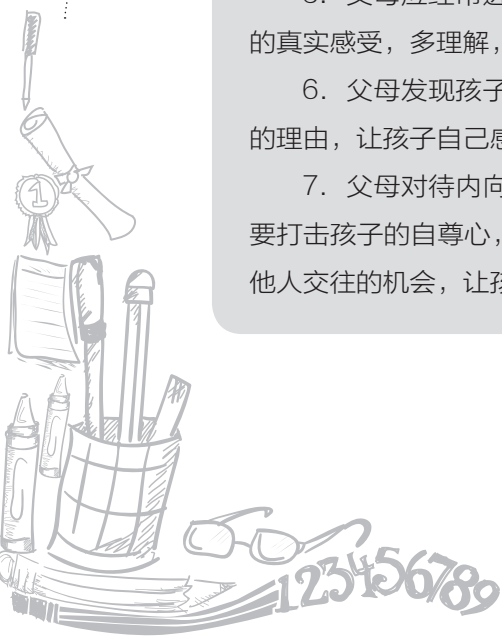 的真实感受，多理解，
6．父母发现孩子
的理由，让孩子自己感
7．父母对待内向
要打击孩子的自尊心，
他人交往的机会，让孩
1
123456789